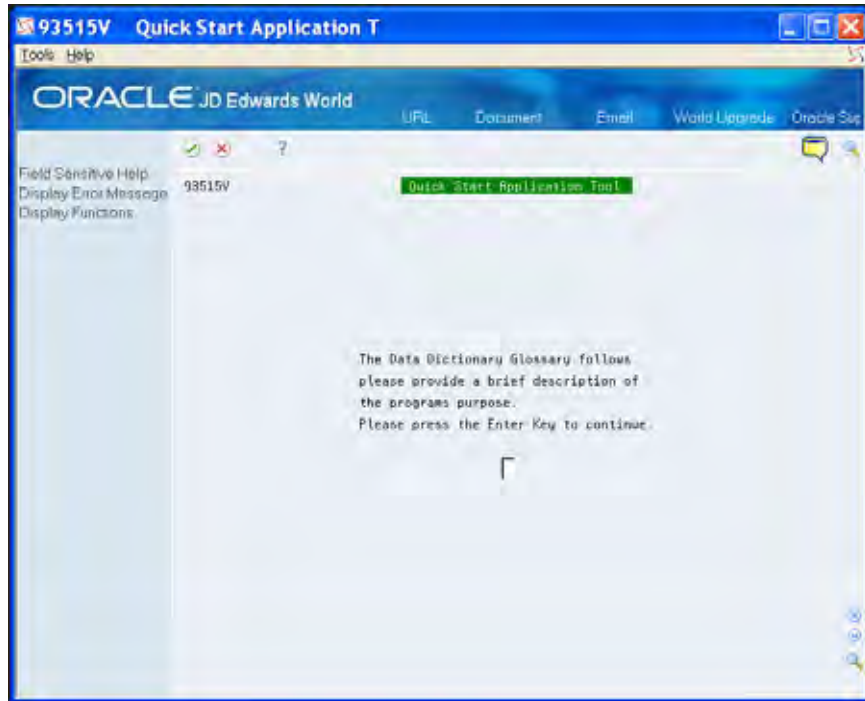 93515V Quick Start Application T
Tools Help
ORACLE JD Edwards World
URL Document Email World Upgrade Oracle Sup
?
Field Sensitive Help
Display Error Message
Display Functions
93515V Quick Start Application Tool
The Data Dictionary Glossary follows
please provide a brief description of
the programs purpose.
Please press the Enter Key to continue.